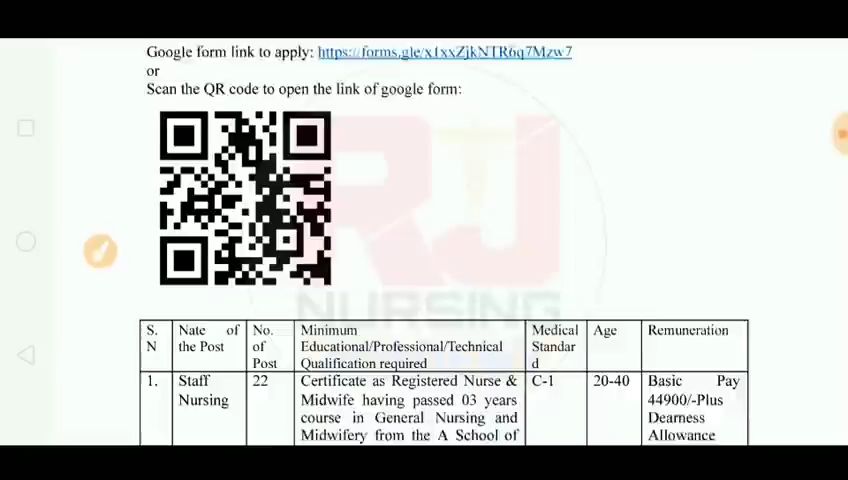 Google form link to apply: https://forms.gle/x1xxZjkNTR6q7Mzw7
or
Scan the QR code to open the link of google form:
RJ
NURSING
S. N
Nate of the Post
No. of Post
Minimum Educational/Professional/Technical Qualification required
Medical Standar d
Age
Remuneration
1.
Staff Nursing
22
Certificate as Registered Nurse &
Midwife having passed 03 years
course in General Nursing and
Midwifery from the A School of
C-1
20-40
Basic Pay
44900/-Plus
Dearness
Allowance